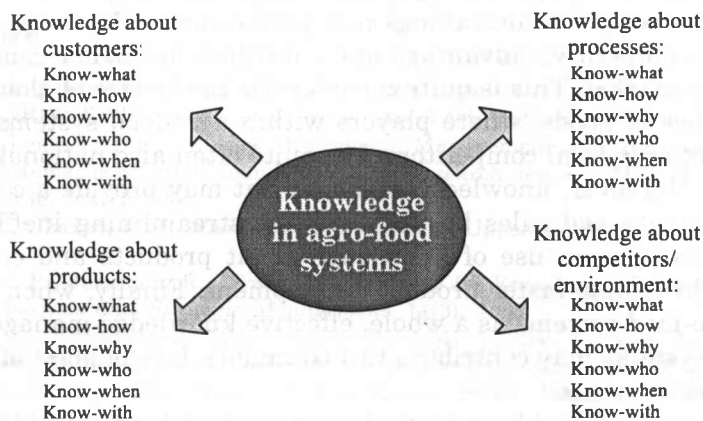 Knowledge about
customers:
Know-what
Know-how
Know-why
Know-who
Know-when
Know-with
Knowledge about
processes:
Know-what
Know-how
Know-why
Know-who
Know-when
Know-with
Knowledge
in agro-food
systems
Knowledge about
products:
Know-what
Know-how
Know-why
Know-who
Know-when
Know-with
Knowledge about
competitors/
environment:
Know-what
Know-how
Know-why
Know-who
Know-when
Know-with